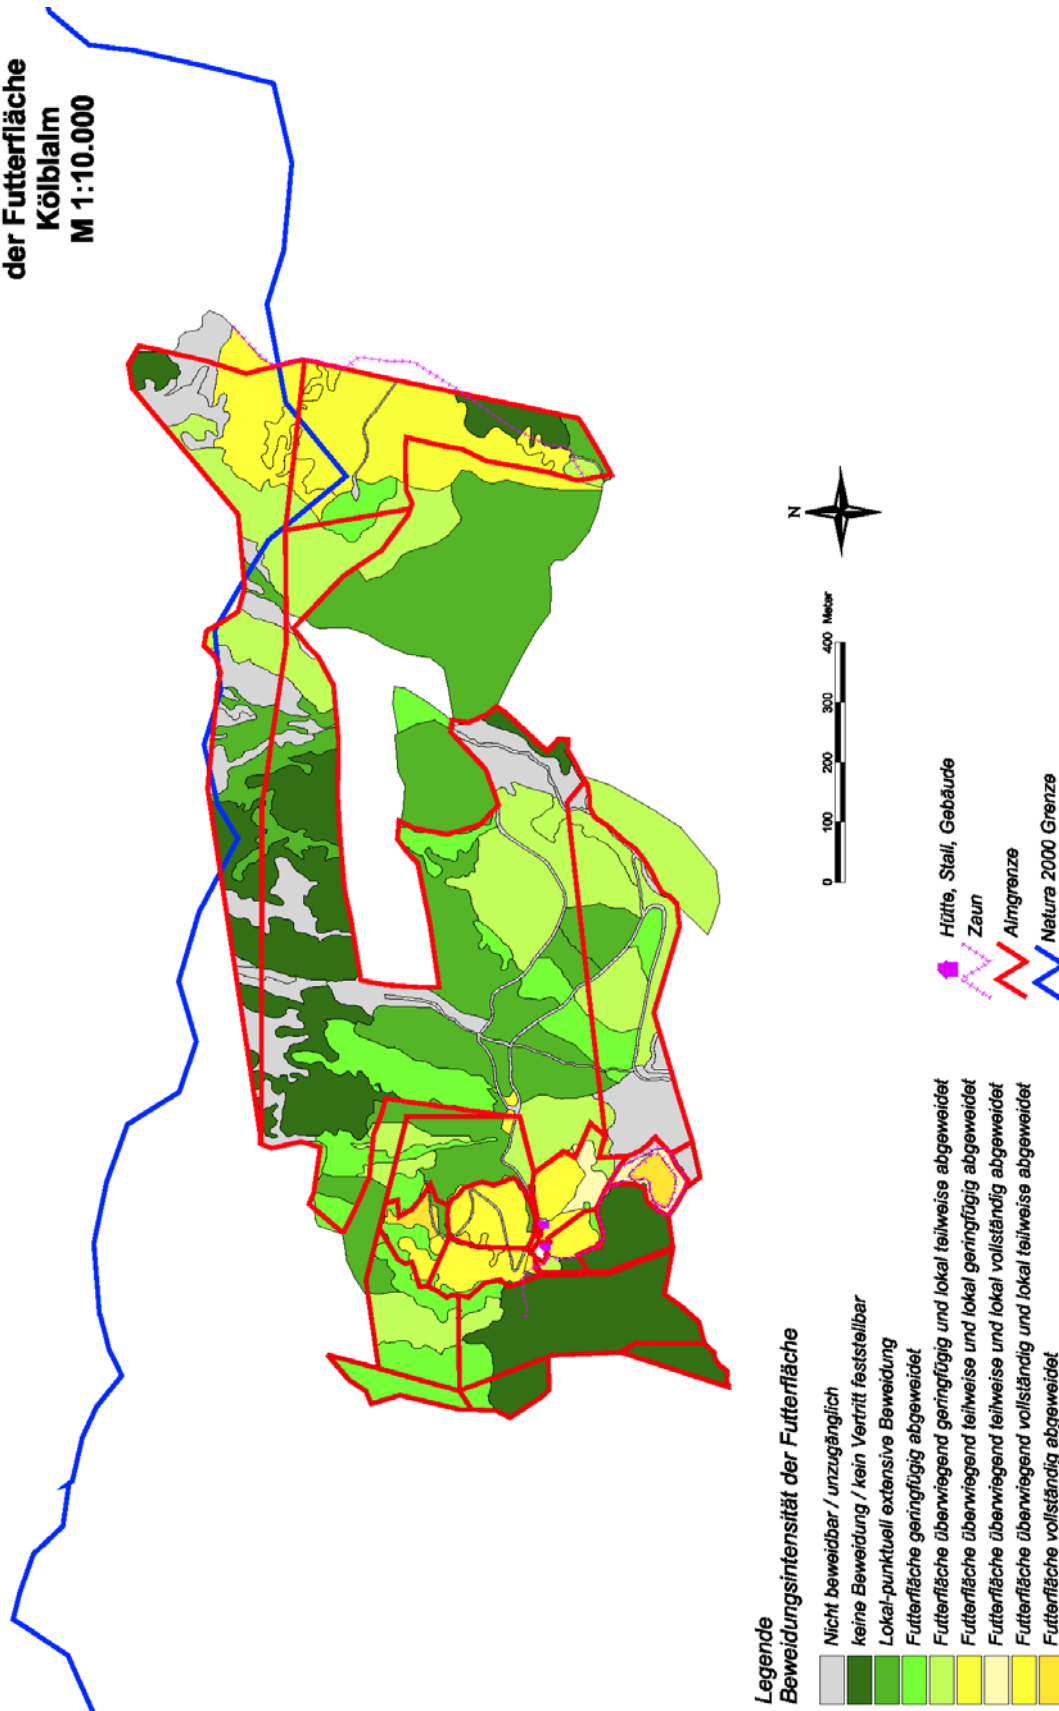 der Futterfläche
Kölblalm
M 1:10.000
N
0 100 200 300 400 Meter
Hütte, Stall, Gebäude
Zaun
Almgrenze
Natura 2000 Grenze
Legende
Beweidungsintensität der Futterfläche
Nicht beweidbar / unzugänglich
keine Beweidung / kein Vertritt feststellbar
Lokal-punktuell extensive Beweidung
Futterfläche geringfügig abgeweidet
Futterfläche überwiegend geringfügig und lokal teilweise abgeweidet
Futterfläche überwiegend teilweise und lokal geringfügig abgeweidet
Futterfläche überwiegend teilweise und lokal vollständig abgeweidet
Futterfläche überwiegend vollständig und lokal teilweise abgeweidet
Futterfläche vollständig abgeweidet